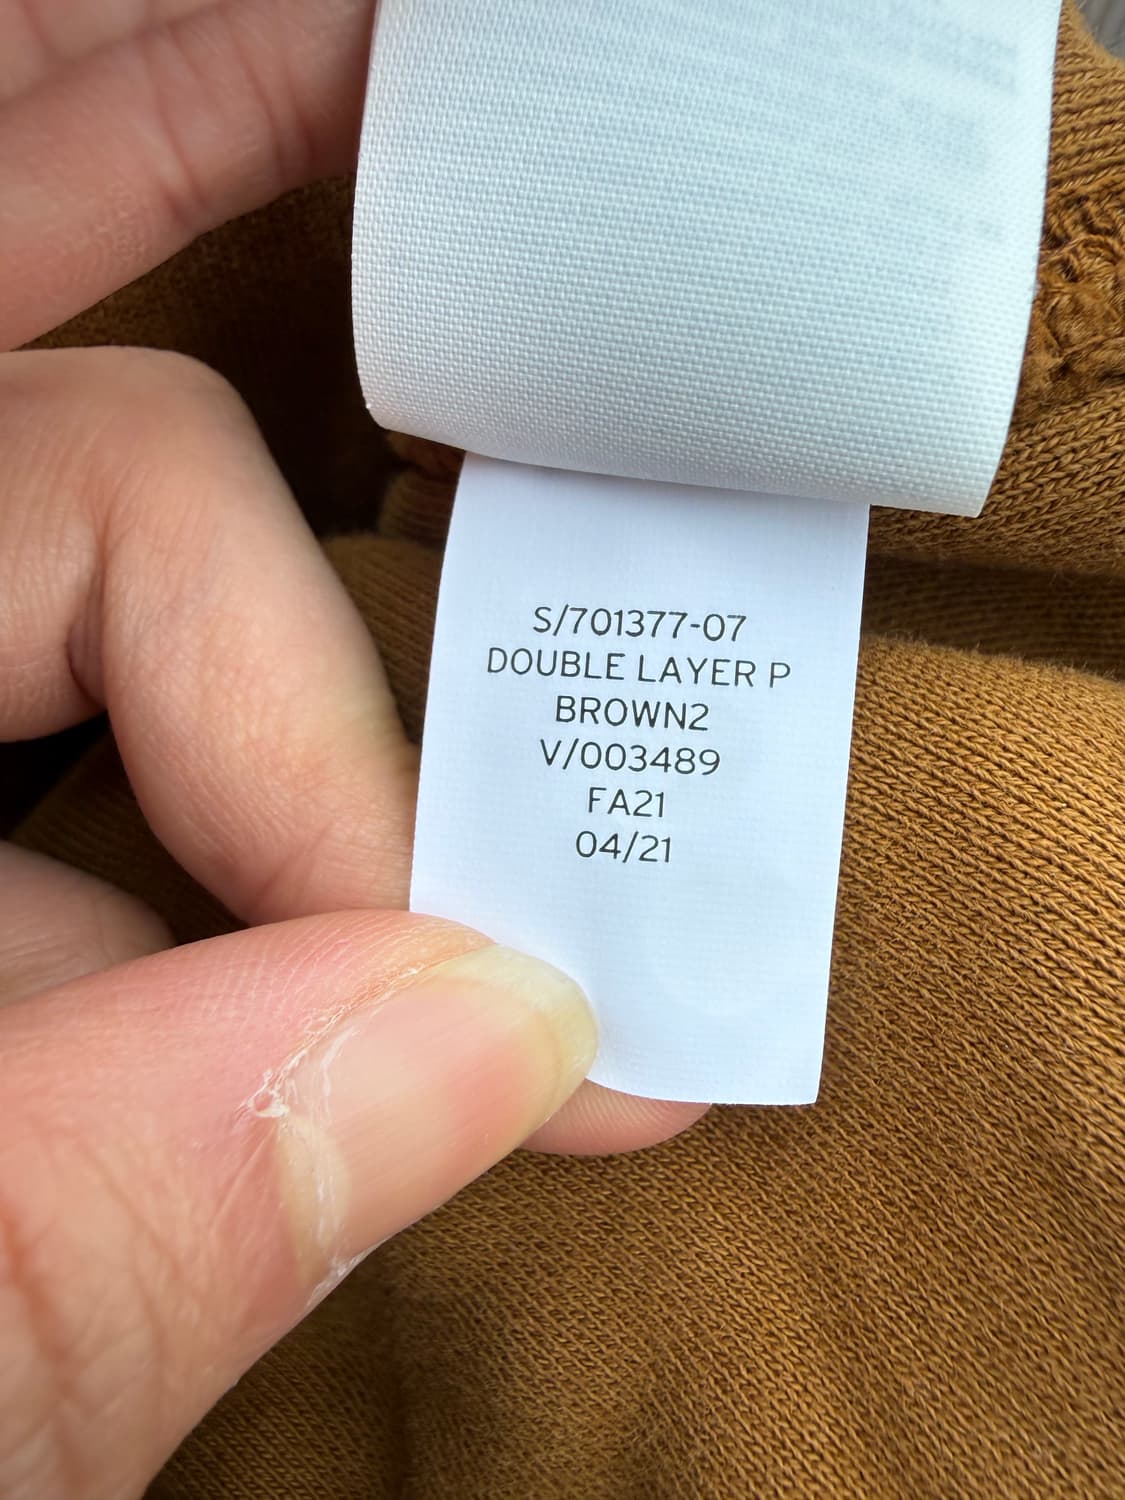 S/701377-07
DOUBLE LAYER P
BROWN2
V/003489
FA21
04/21